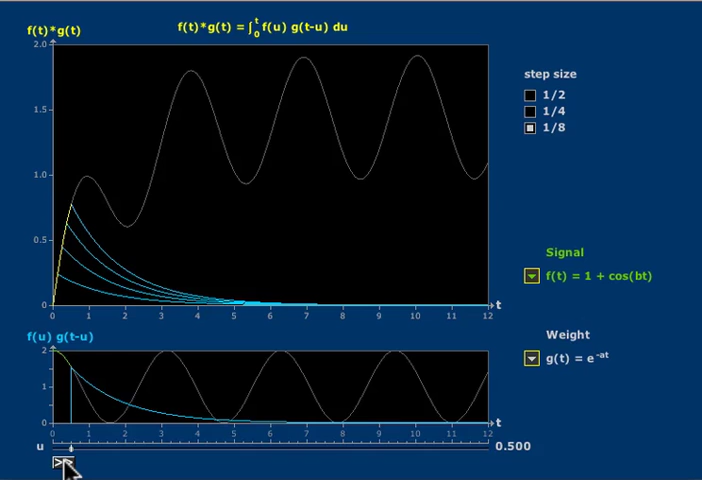 f(t)*g(t)
f(t)*g(t) = ∫₀ᵗ f(u) g(t-u) du
2.0
1.5
1.0
0.5
0
0 1 2 3 4 5 6 7 8 9 10 11 12
t
step size
1/2
1/4
1/8
Signal
f(t) = 1 + cos(bt)
Weight
g(t) = e^-at
f(u) g(t-u)
2
1
0
0 1 2 3 4 5 6 7 8 9 10 11 12
t
u
0.500
>>